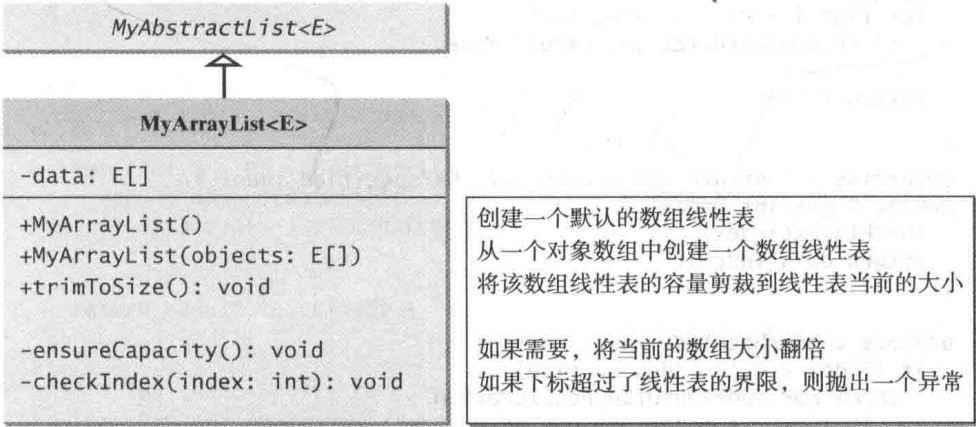 MyAbstractList<E>
MyArrayList<E>
-data: E[]
+MyArrayList()
+MyArrayList(objects: E[])
+trimToSize(): void
-ensureCapacity(): void
-checkIndex(index: int): void
创建一个默认的数组线性表
从一个对象数组中创建一个数组线性表
将该数组线性表的容量剪裁到线性表当前的大小
如果需要，将当前的数组大小翻倍
如果下标超过了线性表的界限，则抛出一个异常